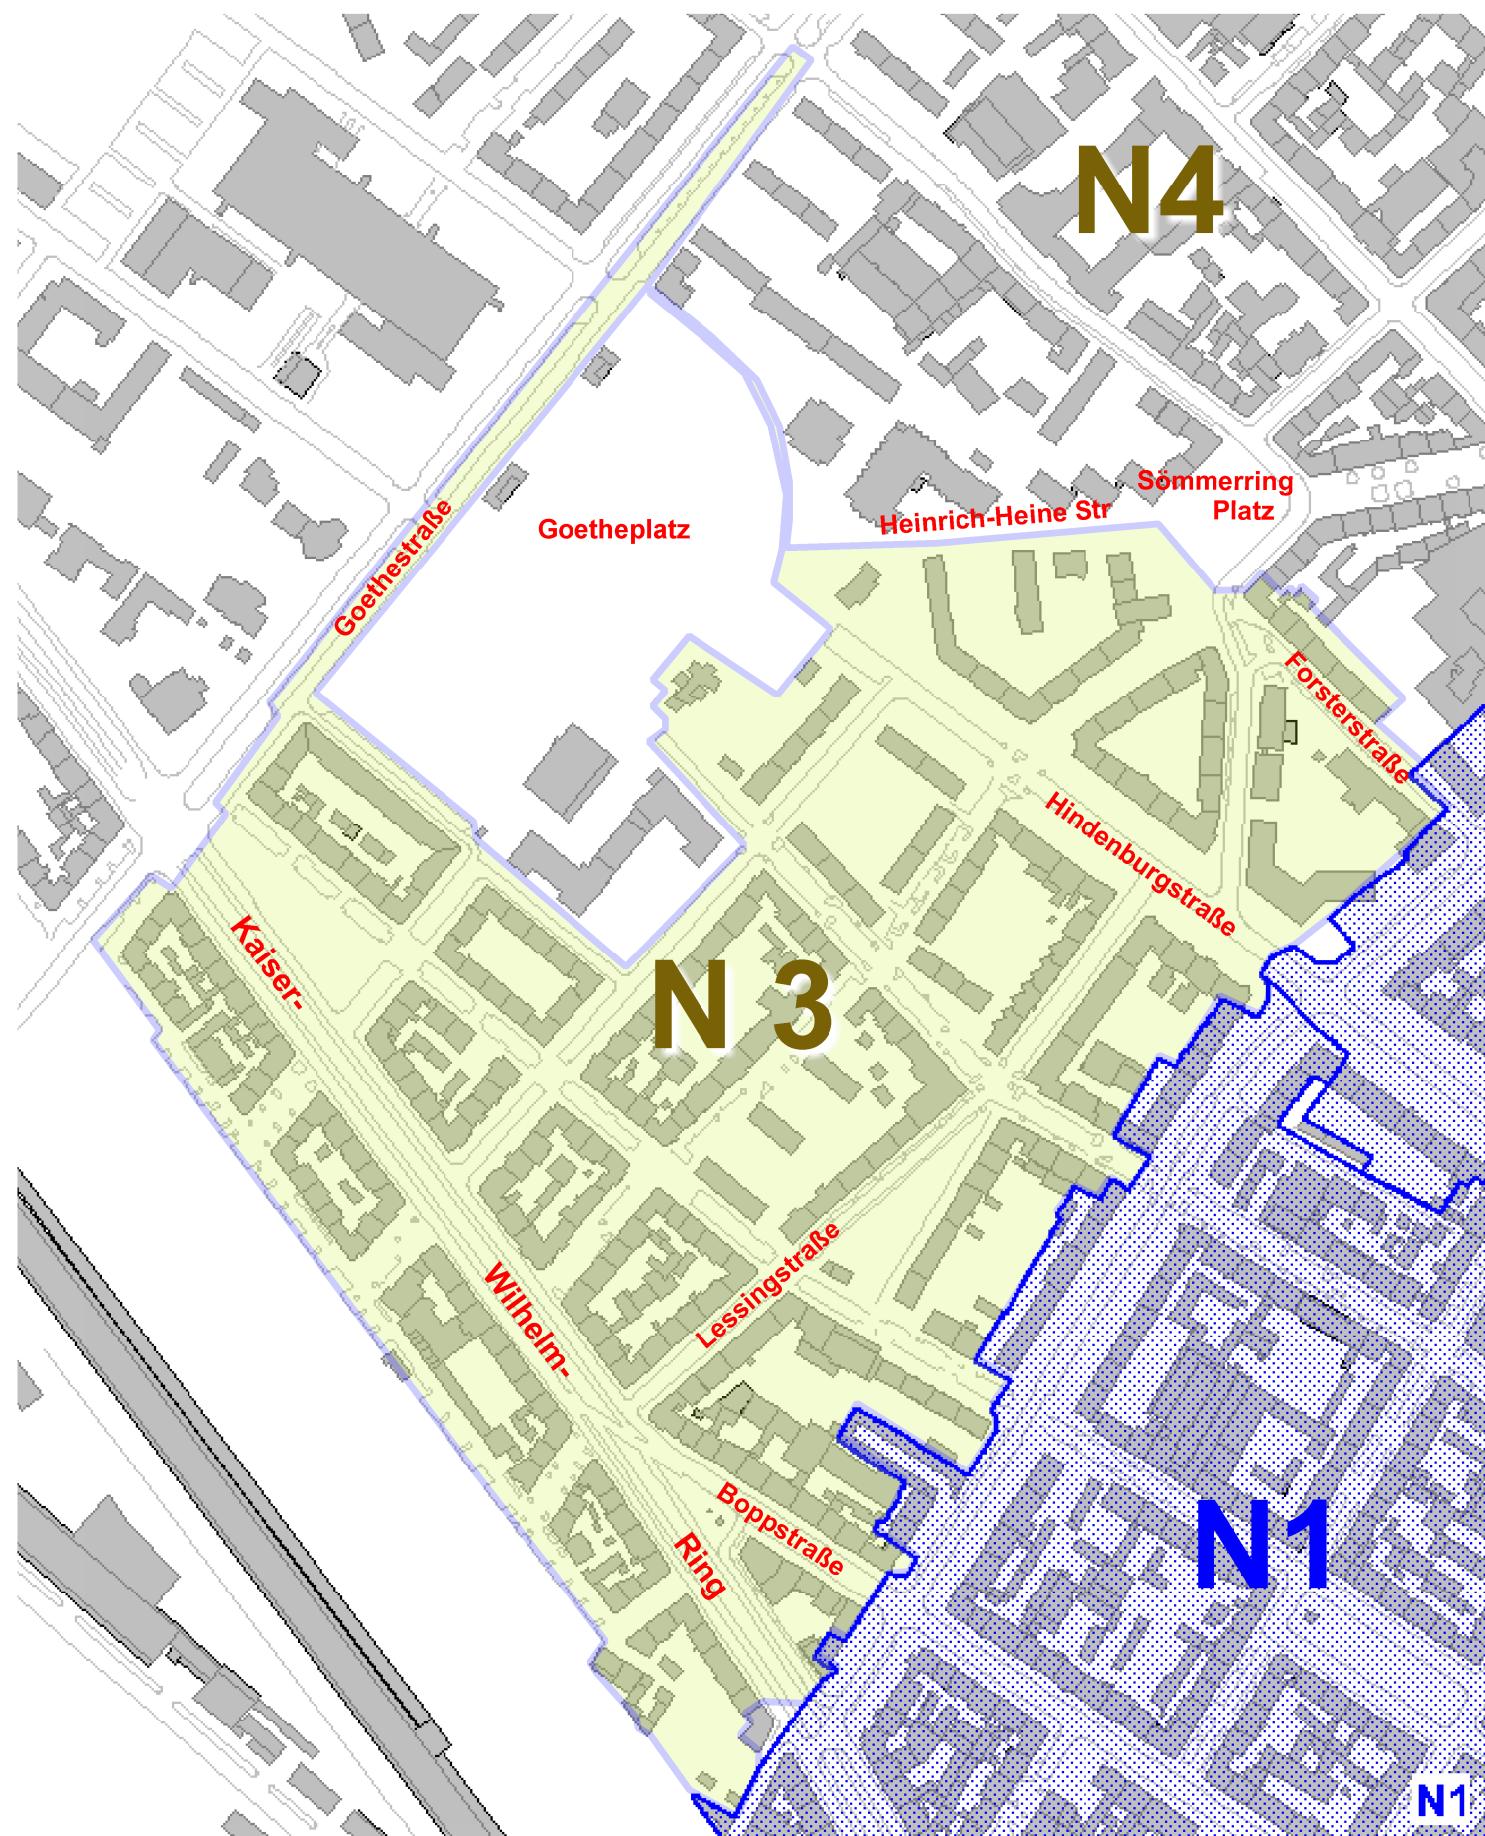 N4
Sömmerring
Platz
Heinrich-Heine Str
Goetheplatz
Goethestraße
Forsterstraße
Hindenburgstraße
Kaiser-
N 3
Lessingstraße
Wilhelm-
Boppstraße
Ring
N1
N1